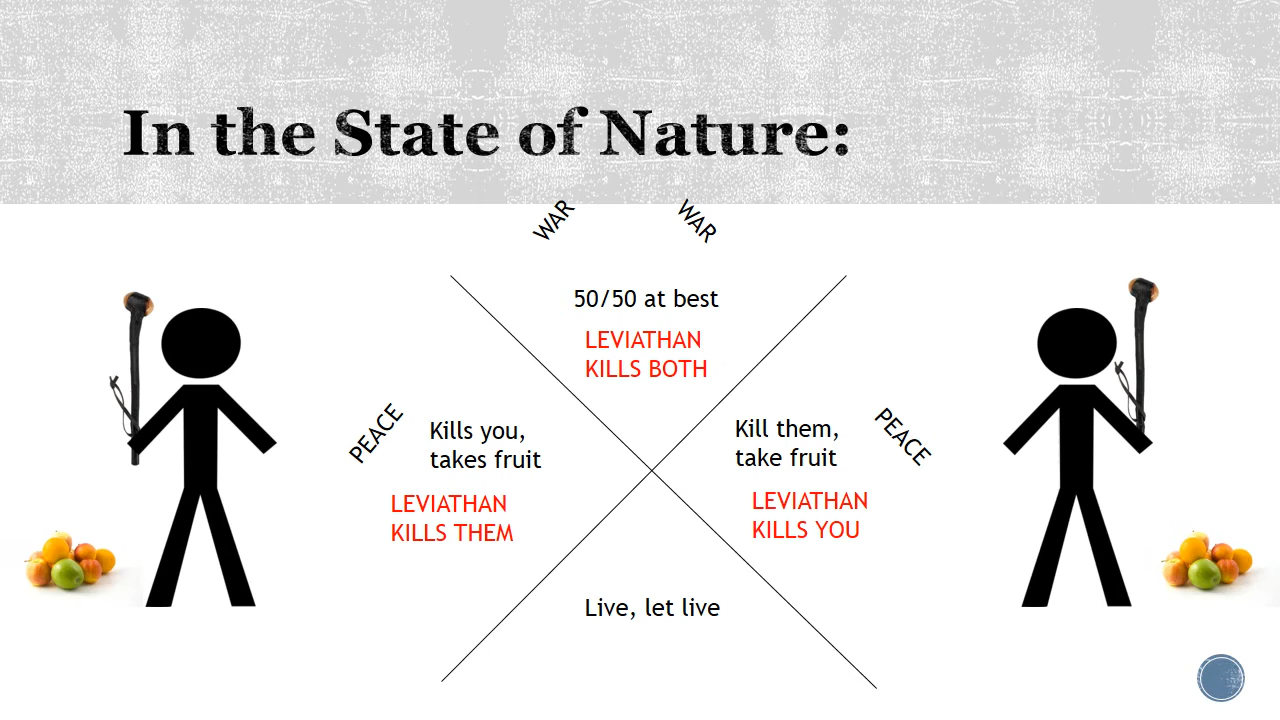 In the State of Nature:
WAR
WAR
50/50 at best
LEVIATHAN
KILLS BOTH
PEACE
Kills you,
takes fruit
LEVIATHAN
KILLS THEM
Kill them,
take fruit
PEACE
LEVIATHAN
KILLS YOU
Live, let live